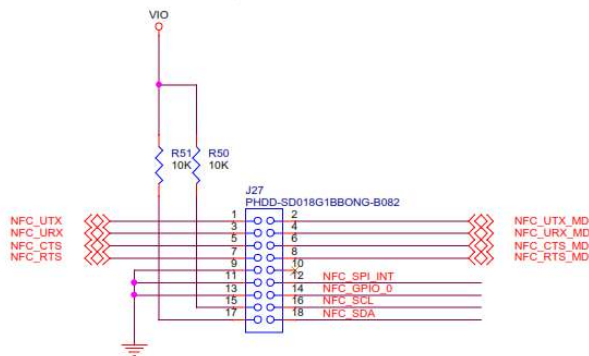 VIO
R51 R50
10K 10K
J27
PHDD-SD018G1BBONG-B082
NFC_UTX 1 2 NFC_UTX_MD
NFC_URX 3 4 NFC_URX_MD
NFC_CTS 5 6 NFC_CTS_MD
NFC_RTS 7 8 NFC_RTS_MD
9 10
11 12 NFC_SPI_INT
13 14 NFC_GPIO_0
15 16 NFC_SCL
17 18 NFC_SDA